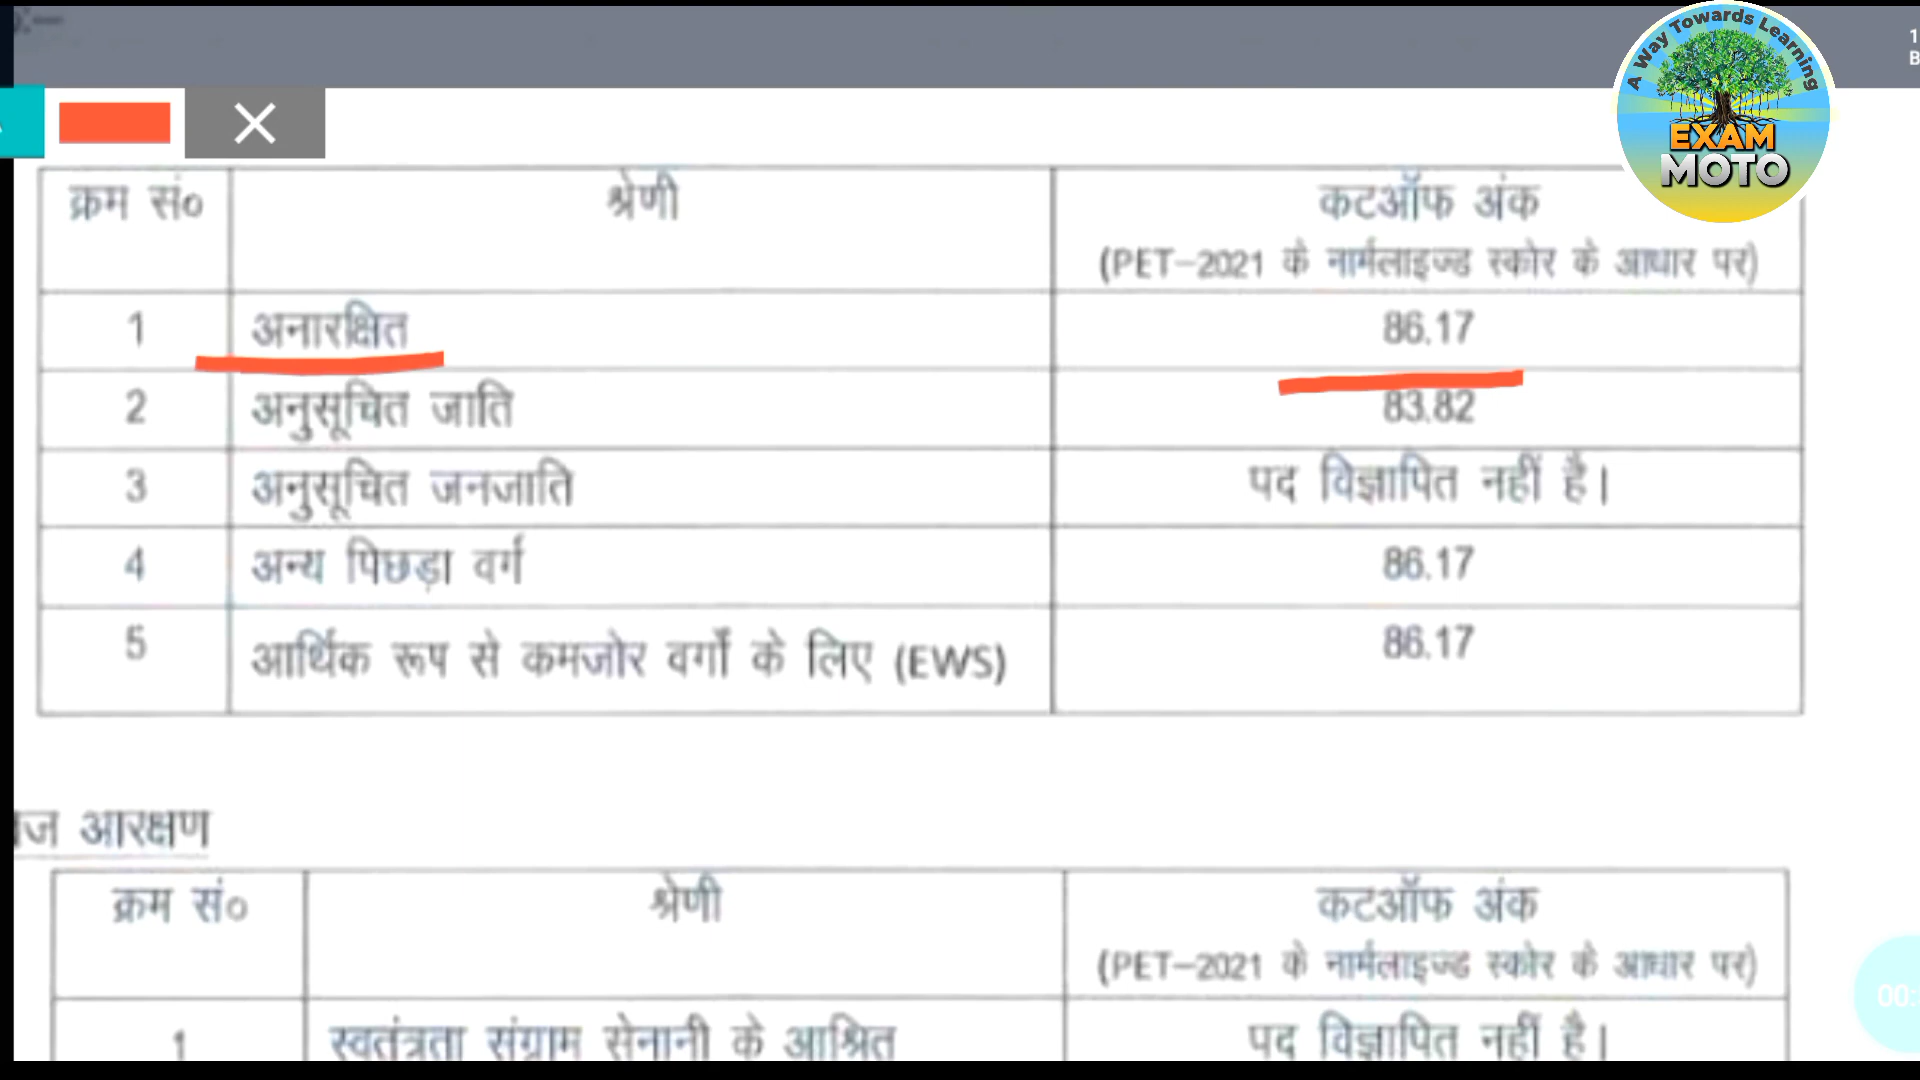 A Way Towards Learning
EXAM
MOTO
1
B
क्रम सं० श्रेणी कटऑफ अंक
(PET–2021 के नार्मलाइज्ड स्कोर के आधार पर)
1 अनारक्षित 86.17
2 अनुसूचित जाति 83.82
3 अनुसूचित जनजाति पद विज्ञापित नहीं है।
4 अन्य पिछड़ा वर्ग 86.17
5 आर्थिक रूप से कमजोर वर्गों के लिए (EWS) 86.17
आरक्षण
क्रम सं० श्रेणी कटऑफ अंक
(PET–2021 के नार्मलाइज्ड स्कोर के आधार पर)
1 स्वतंत्रता संग्राम सेनानी के आश्रित पद विज्ञापित नहीं है।
00: